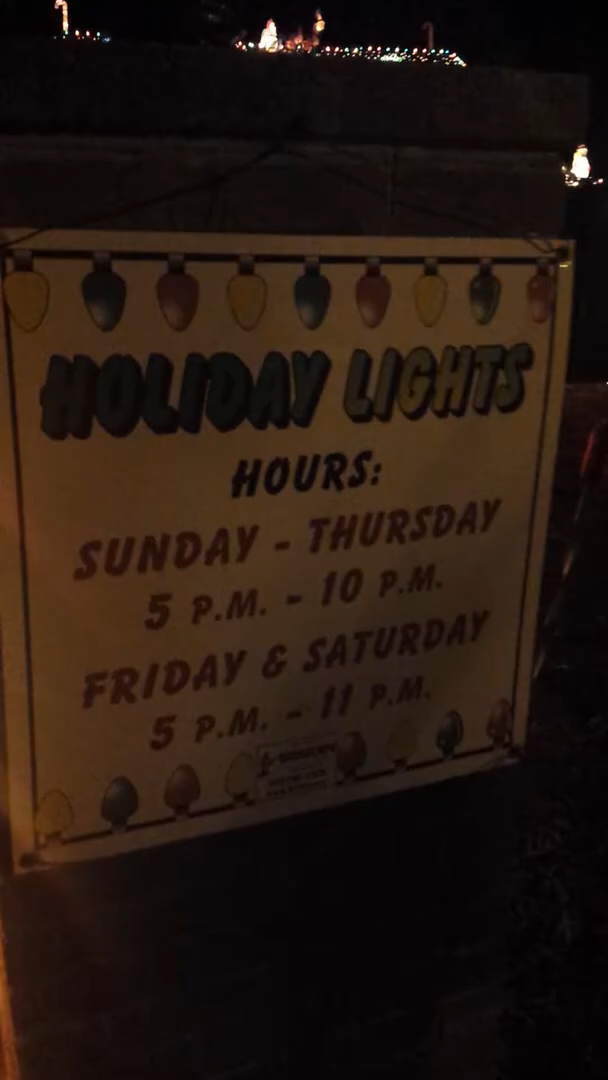 HOLIDAY LIGHTS
HOURS:
SUNDAY - THURSDAY
5 P.M. - 10 P.M.
FRIDAY & SATURDAY
5 P.M. - 11 P.M.